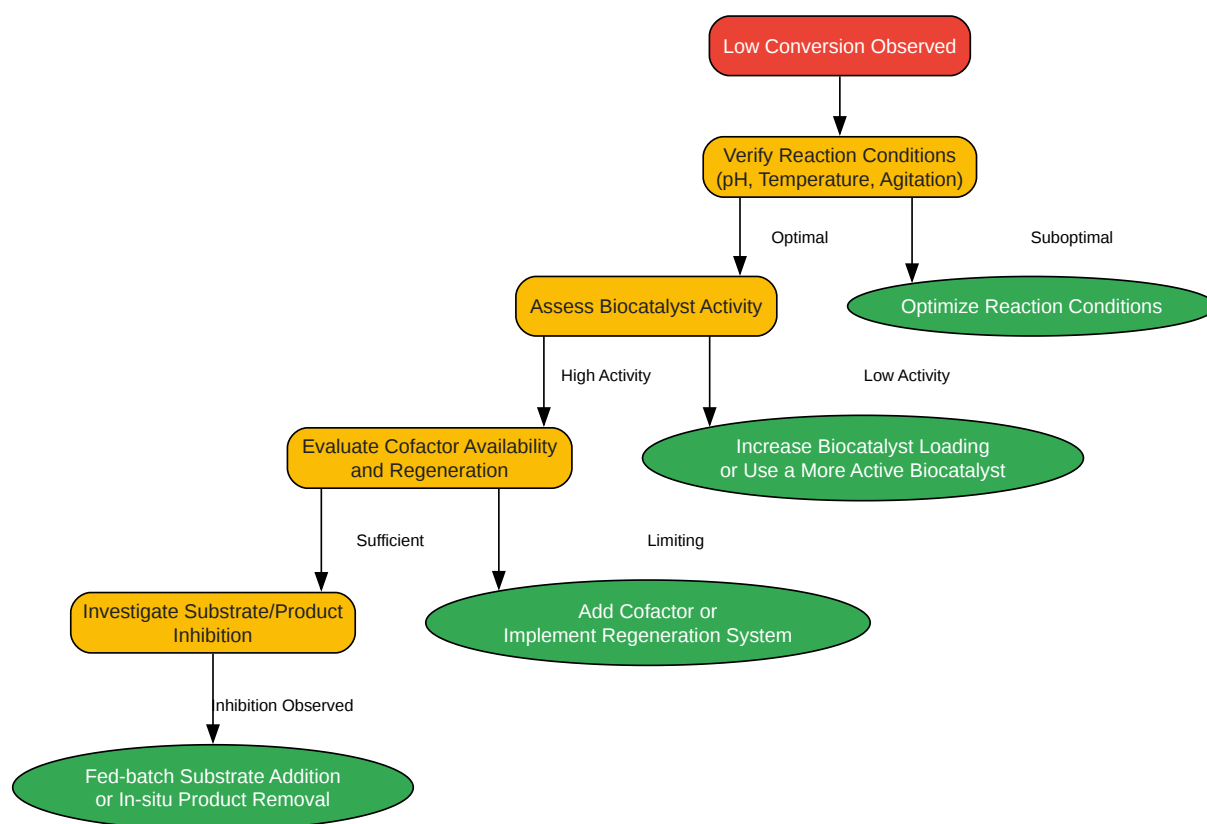 Low Conversion Observed
Verify Reaction Conditions
(pH, Temperature, Agitation)
Optimal
Suboptimal
Assess Biocatalyst Activity
Optimize Reaction Conditions
High Activity
Low Activity
Evaluate Cofactor Availability
and Regeneration
Increase Biocatalyst Loading
or Use a More Active Biocatalyst
Sufficient
Limiting
Investigate Substrate/Product
Inhibition
Add Cofactor or
Implement Regeneration System
Inhibition Observed
Fed-batch Substrate Addition
or In-situ Product Removal